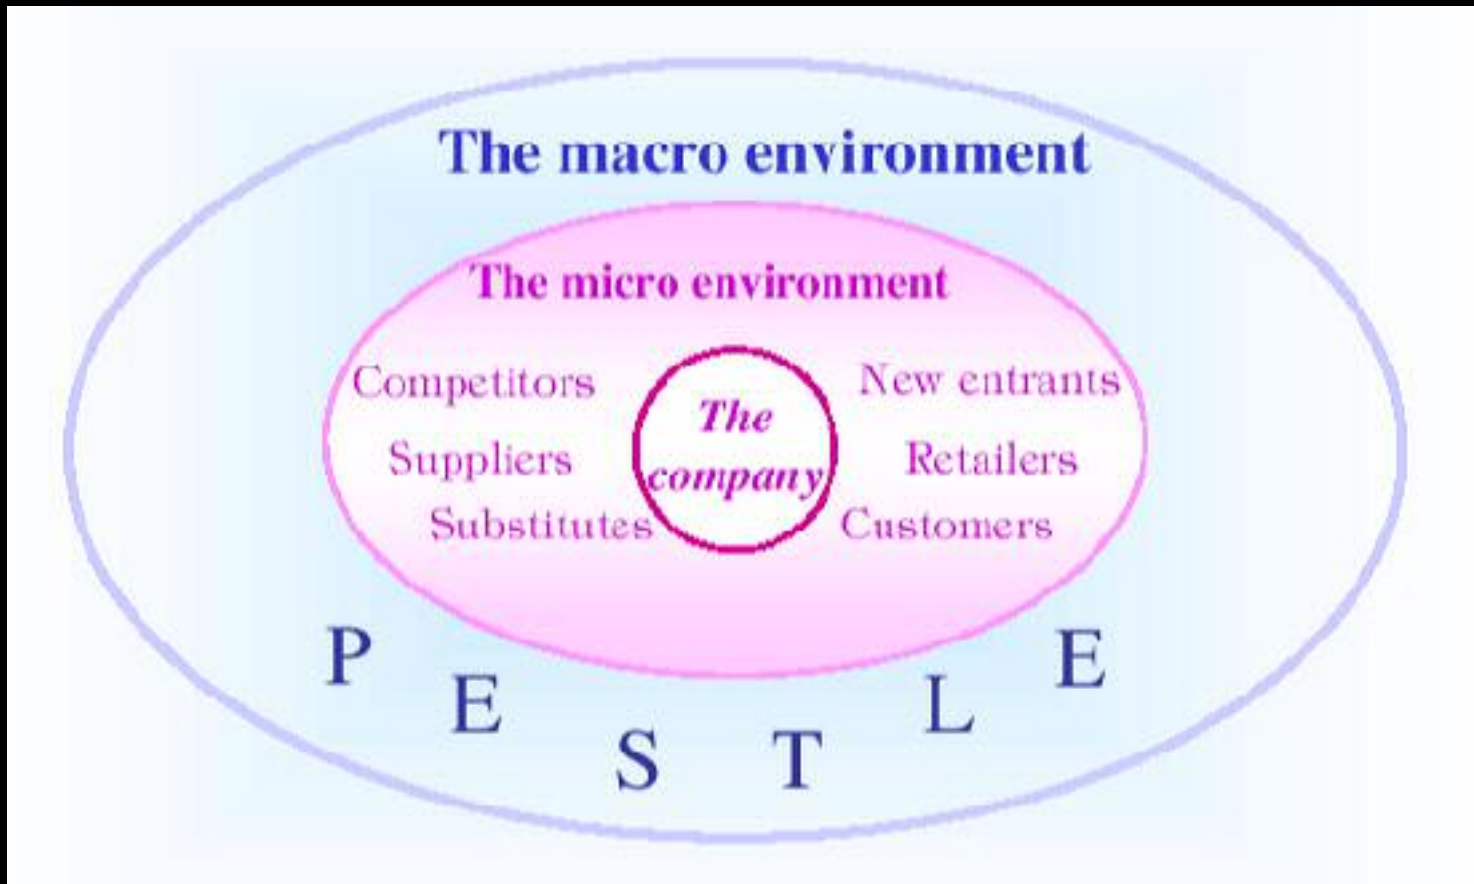 The macro environment
The micro environment
Competitors
Suppliers
Substitutes
The
company
New entrants
Retailers
Customers
P E S T L E